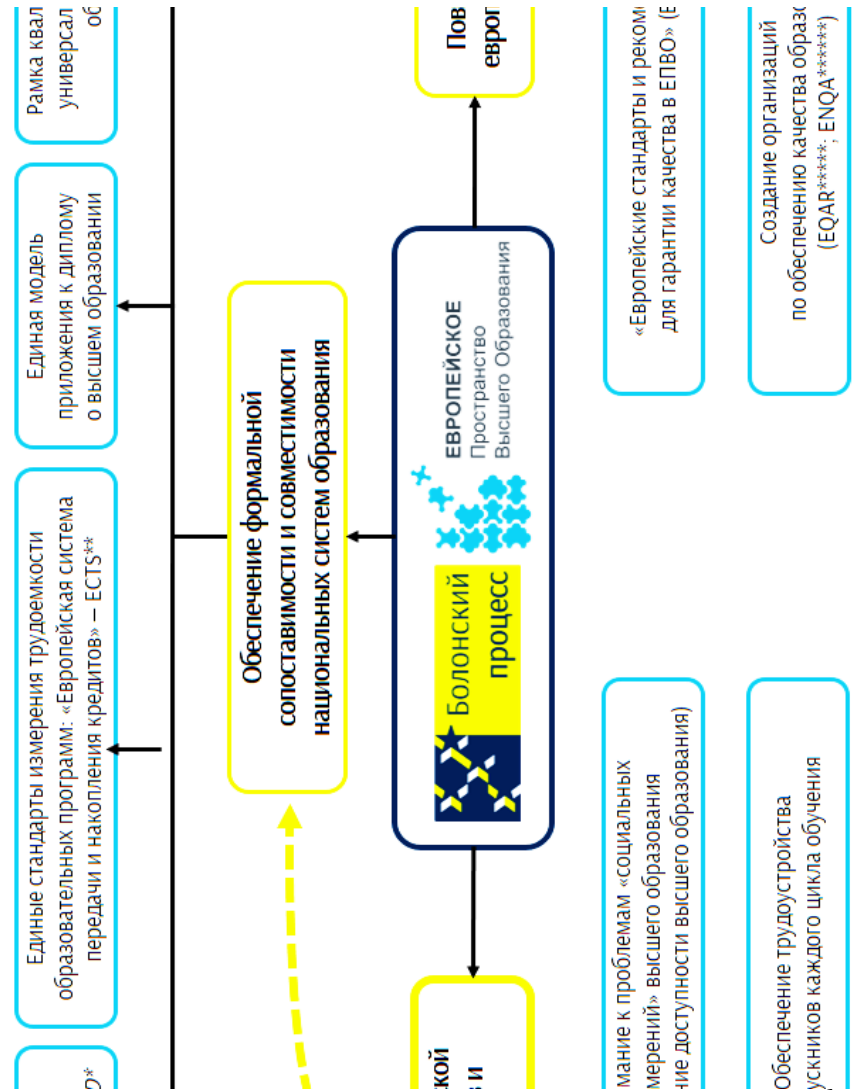 Единые стандарты измерения трудоемкости
образовательных программ: «Европейская система
передачи и накопления кредитов» — ECTS**
Единая модель
приложения к диплому
о высшем образовании
Рамка квал
универсал
об
Обеспечение формальной
сопоставимости и совместимости
национальных систем образования
ской
в и
Болонский
процесс
ЕВРОПЕЙСКОЕ
Пространство
Высшего Образования
Пов
европ
мание к проблемам «социальных
мерений» высшего образования
ние доступности высшего образования)
«Европейские стандарты и реком
для гарантии качества в ЕПВО» (E
Обеспечение трудоустройства
ускников каждого цикла обучения
Создание организаций
по обеспечению качества образо
(EQAR*****; ENQA******)